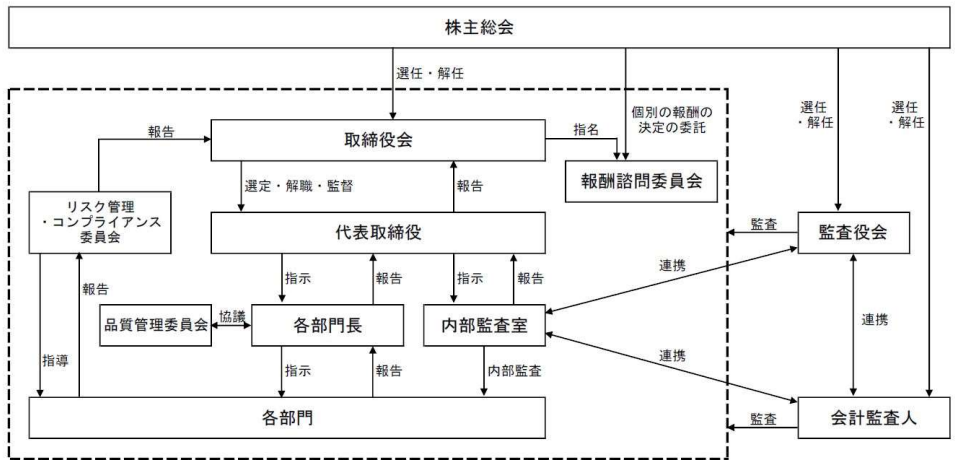 株主総会
選任・解任
個別の報酬の
決定の委託
選任
・解任
選任
・解任
報告
取締役会
指名
報酬諮問委員会
選定・解職・監督
報告
リスク管理
・コンプライアンス
委員会
代表取締役
監査
監査役会
指示
報告
指示
報告
連携
報告
品質管理委員会
協議
各部門長
内部監査室
連携
指導
指示
報告
内部監査
連携
各部門
監査
会計監査人